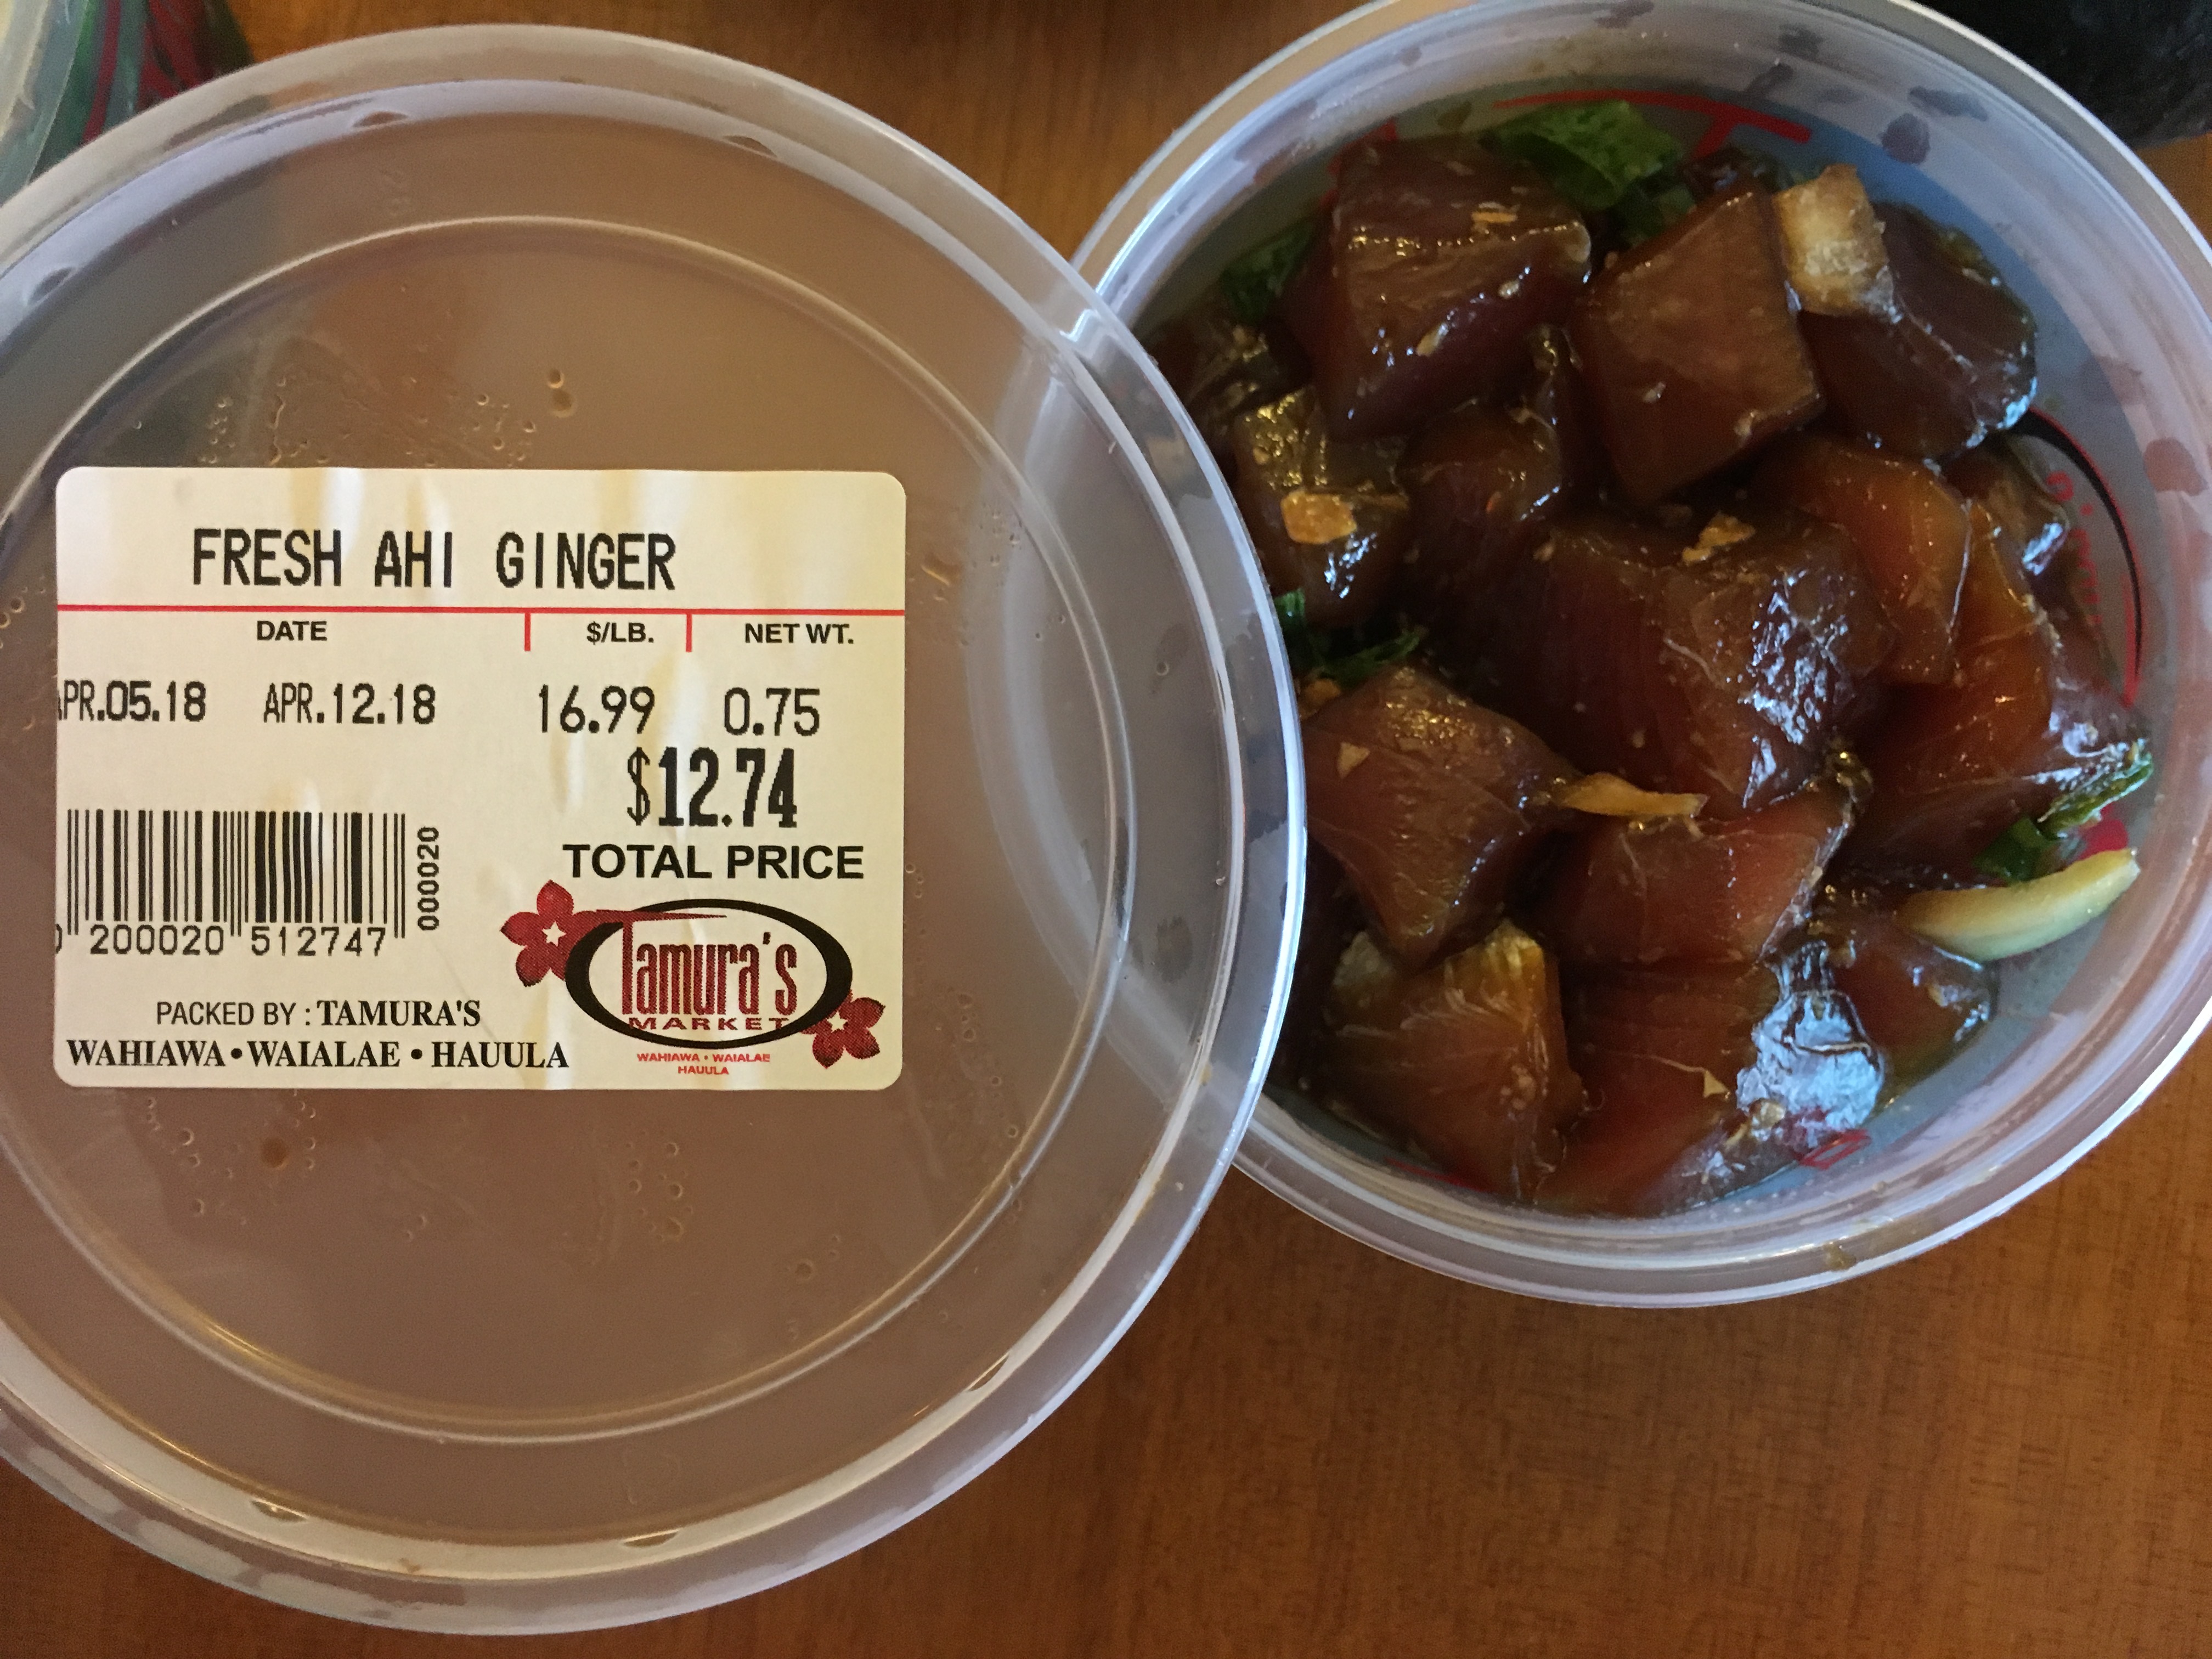 FRESH AHI GINGER
DATE $/LB. NET WT.
APR.05.18 APR.12.18 16.99 0.75
$12.74
TOTAL PRICE
000020
200020 512747
Tamura's
MARKET
WAHIAWA • WAIALAE
HAUULA
PACKED BY : TAMURA'S
WAHIAWA • WAIALAE • HAUULA